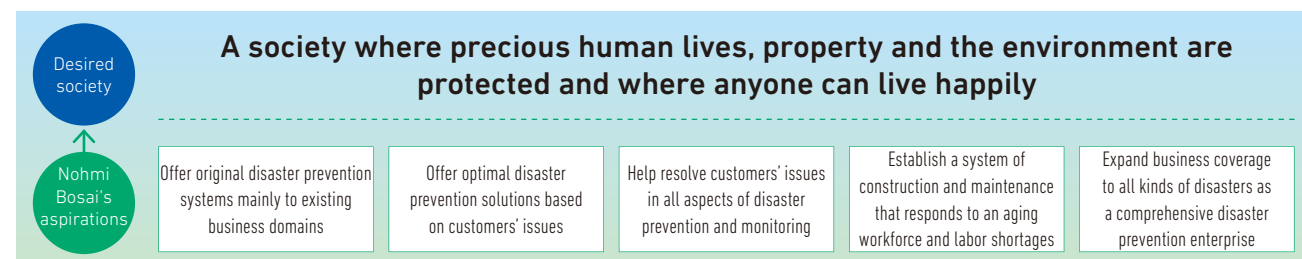 Desired
society
A society where precious human lives, property and the environment are
protected and where anyone can live happily
Nohmi
Bosai's
aspirations
Offer original disaster prevention
systems mainly to existing
business domains
Offer optimal disaster
prevention solutions based
on customers' issues
Help resolve customers' issues
in all aspects of disaster
prevention and monitoring
Establish a system of
construction and maintenance
that responds to an aging
workforce and labor shortages
Expand business coverage
to all kinds of disasters as
a comprehensive disaster
prevention enterprise